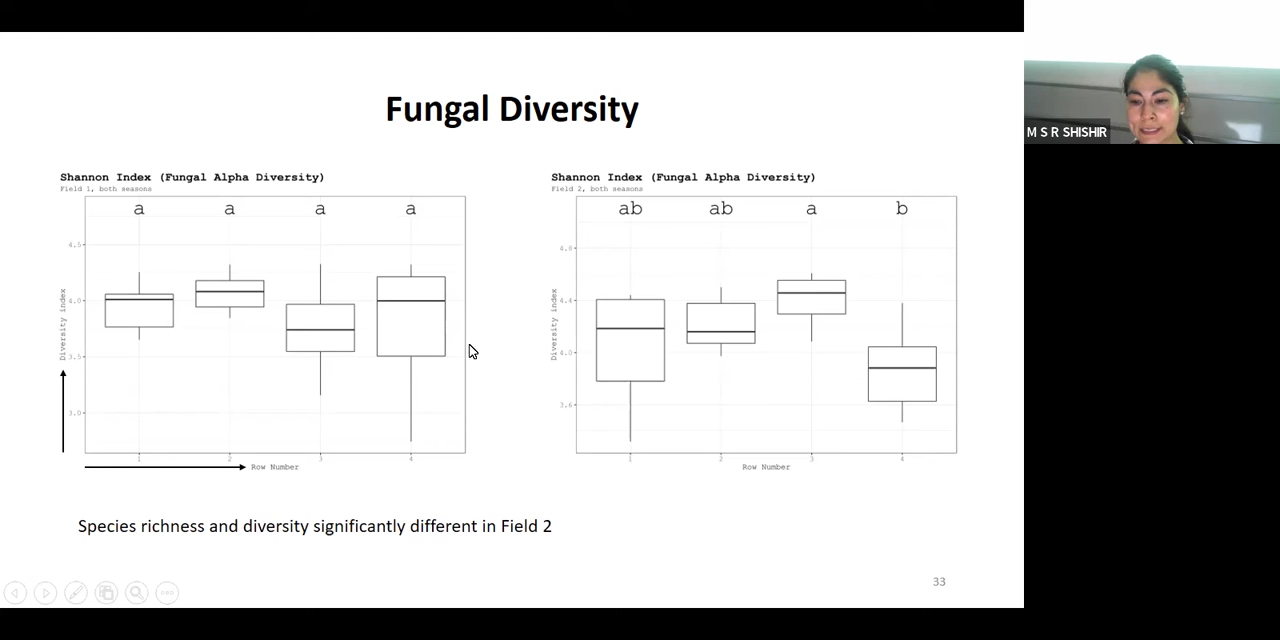 Fungal Diversity
M S R SHISHIR
Shannon Index (Fungal Alpha Diversity)
Field 1, both seasons
a a a a
4.5
4.0
3.5
3.0
Diversity index
1 2 3 4
Row Number
Shannon Index (Fungal Alpha Diversity)
Field 2, both seasons
ab ab a b
4.8
4.4
4.0
3.6
Diversity index
1 2 3 4
Row Number
Species richness and diversity significantly different in Field 2
33